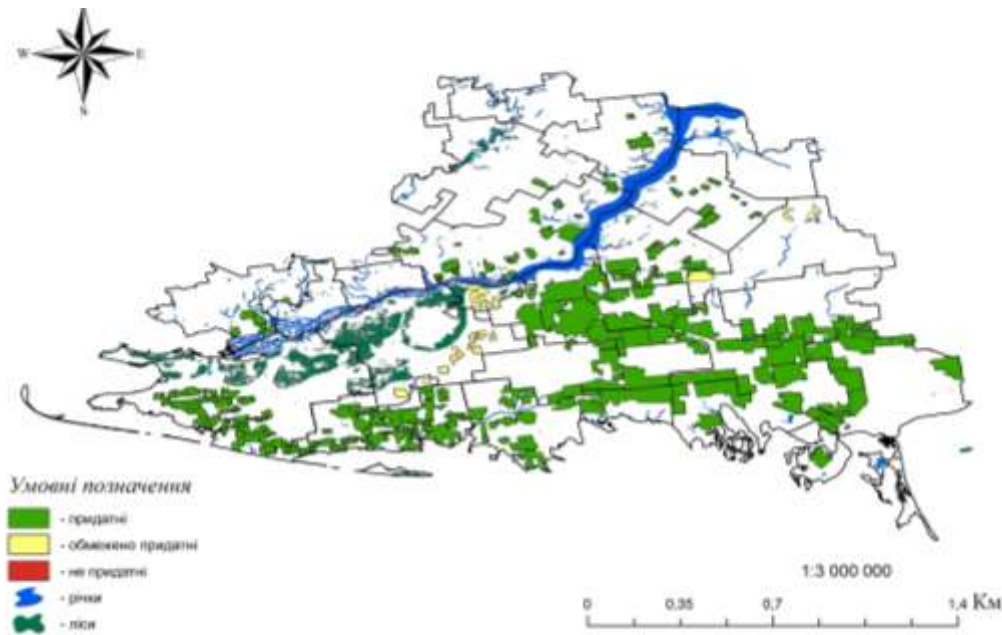 W E
S
Умовні позначення
- придатні
- обмежено придатні
- не придатні
- річки
- ліси
1:3 000 000
0 0,35 0,7 1,4 Км